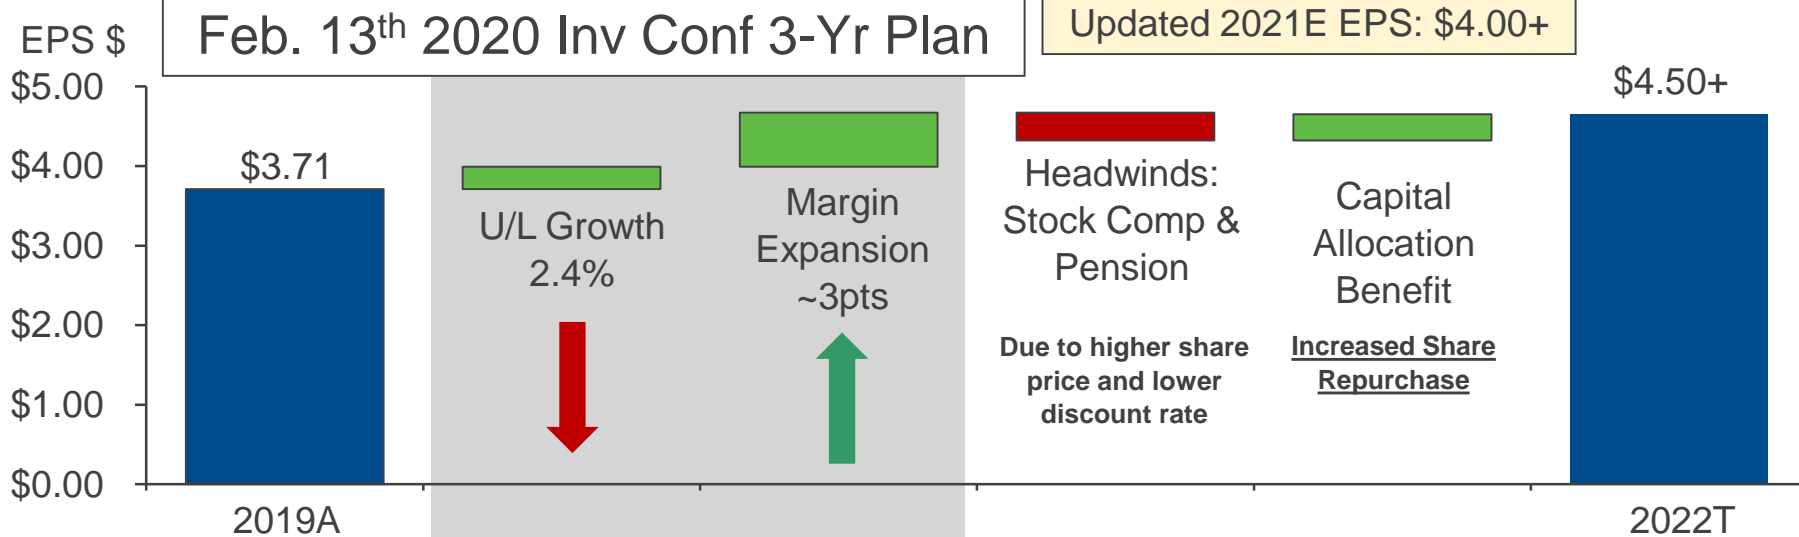 EPS $
Feb. 13th 2020 Inv Conf 3-Yr Plan
Updated 2021E EPS: $4.00+
$5.00
$4.00
$3.00
$2.00
$1.00
$0.00
$3.71
U/L Growth
2.4%
Margin
Expansion
~3pts
Headwinds:
Stock Comp &
Pension
Due to higher share
price and lower
discount rate
Capital
Allocation
Benefit
Increased Share
Repurchase
$4.50+
2019A
2022T